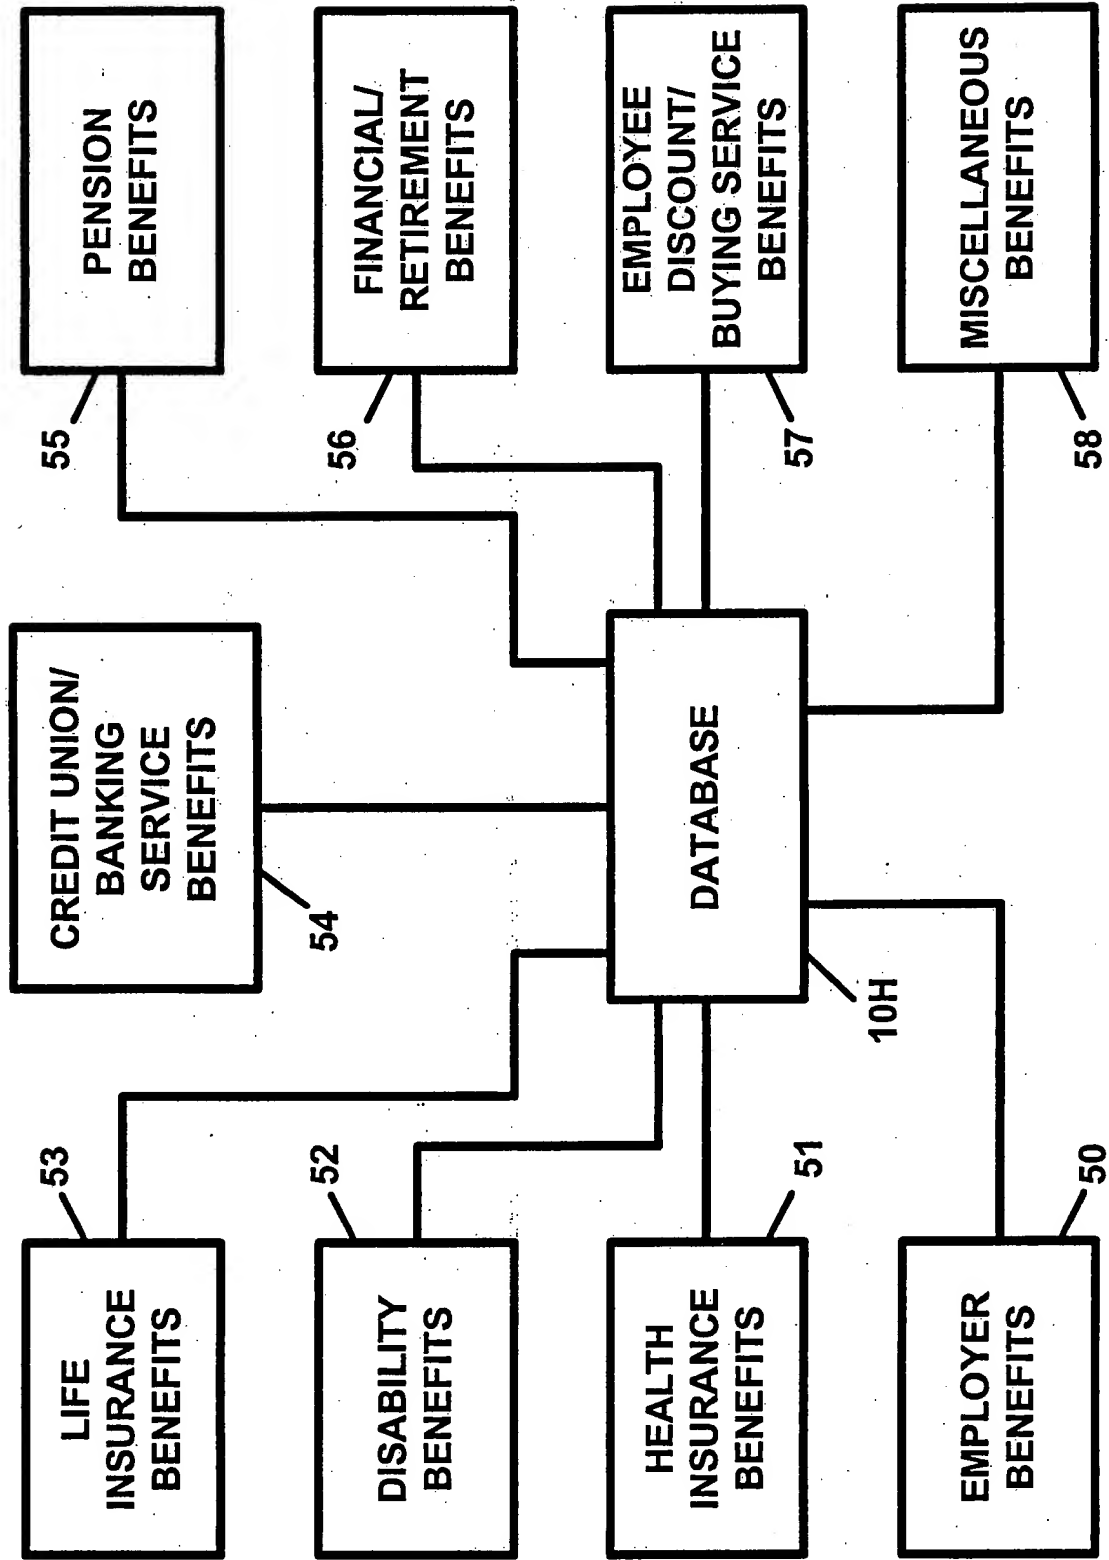 LIFE
INSURANCE
BENEFITS
53
DISABILITY
BENEFITS
52
HEALTH
INSURANCE
BENEFITS
51
EMPLOYER
BENEFITS
50
CREDIT UNION/
BANKING
SERVICE
BENEFITS
54
DATABASE
10H
PENSION
BENEFITS
55
FINANCIAL/
RETIREMENT
BENEFITS
56
EMPLOYEE
DISCOUNT/
BUYING SERVICE
BENEFITS
57
MISCELLANEOUS
BENEFITS
58